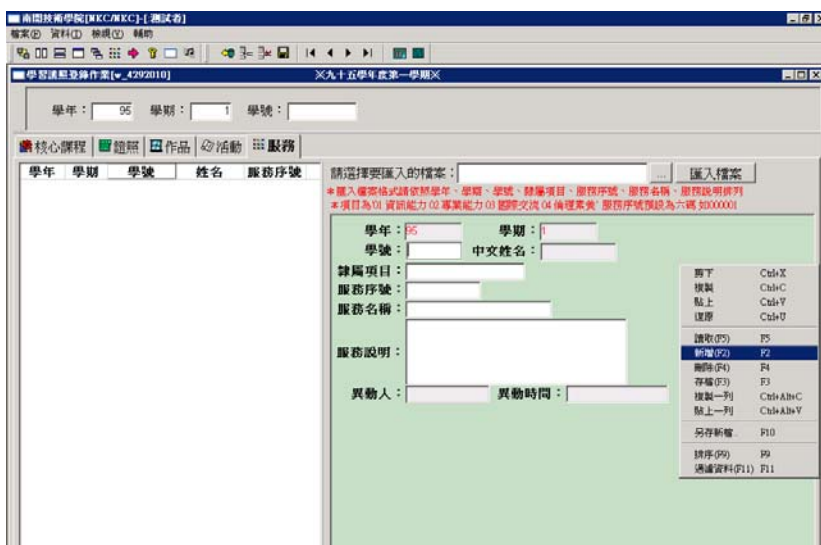 南開技術學院[NKC/NKC]-[測試者]
檔案(F) 資料(D) 檢視(V) 輔助
學習護照登錄作業[w_4292010] ※九十五學年度第一學期※
學年： 95 學期： 1 學號：
核心課程 證照 作品 活動 服務
學年 學期 學號 姓名 服務序號
請選擇要匯入的檔案： ... 匯入檔案
*匯入檔案格式請依照學年、學期、學號、隸屬項目、服務序號、服務名稱、服務說明排列
本項目為'01 資訊能力 02 專業能力 03 國際交流 04 倫理素養' 服務序號預設為六碼 如000001
學年： 95 學期： 1
學號： 中文姓名：
隸屬項目：
服務序號：
服務名稱：
服務說明：
異動人： 異動時間：
剪下 Ctrl+X
複製 Ctrl+C
貼上 Ctrl+V
復原 Ctrl+U
讀取(F5) F5
新增(F2) F2
刪除(F4) F4
存檔(F3) F3
複製一列 Ctrl+Alt+C
貼上一列 Ctrl+Alt+V
另存新檔.. F10
排序(F9) F9
過濾資料(F11) F11